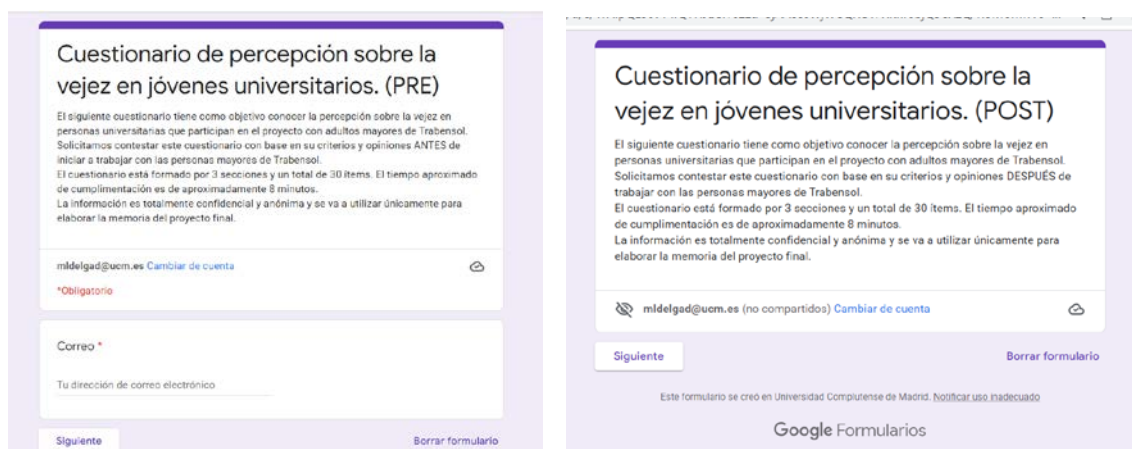 Cuestionario de percepción sobre la
vejez en jóvenes universitarios. (PRE)
El siguiente cuestionario tiene como objetivo conocer la percepción sobre la vejez en
personas universitarias que participan en el proyecto con adultos mayores de Trabensol.
Solicitamos contestar este cuestionario con base en su criterios y opiniones ANTES de
iniciar a trabajar con las personas mayores de Trabensol.
El cuestionario está formado por 3 secciones y un total de 30 ítems. El tiempo aproximado
de cumplimentación es de aproximadamente 8 minutos.
La información es totalmente confidencial y anónima y se va a utilizar únicamente para
elaborar la memoria del proyecto final.
mldelgad@ucm.es Cambiar de cuenta
*Obligatorio
Correo *
Tu dirección de correo electrónico
Siguiente
Borrar formulario
Cuestionario de percepción sobre la
vejez en jóvenes universitarios. (POST)
El siguiente cuestionario tiene como objetivo conocer la percepción sobre la vejez en
personas universitarias que participan en el proyecto con adultos mayores de Trabensol.
Solicitamos contestar este cuestionario con base en su criterios y opiniones DESPUÉS de
trabajar con las personas mayores de Trabensol.
El cuestionario está formado por 3 secciones y un total de 30 ítems. El tiempo aproximado
de cumplimentación es de aproximadamente 8 minutos.
La información es totalmente confidencial y anónima y se va a utilizar únicamente para
elaborar la memoria del proyecto final.
mldelgad@ucm.es (no compartidos) Cambiar de cuenta
Siguiente
Borrar formulario
Este formulario se creó en Universidad Complutense de Madrid. Notificar uso inadecuado
Google Formularios